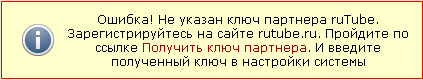 Ошибка! Не указан ключ партнера ruTube.
Зарегистрируйтесь на сайте rutube.ru. Пройдите по
ссылке Получить ключ партнера. И введите
полученный ключ в настройки системы